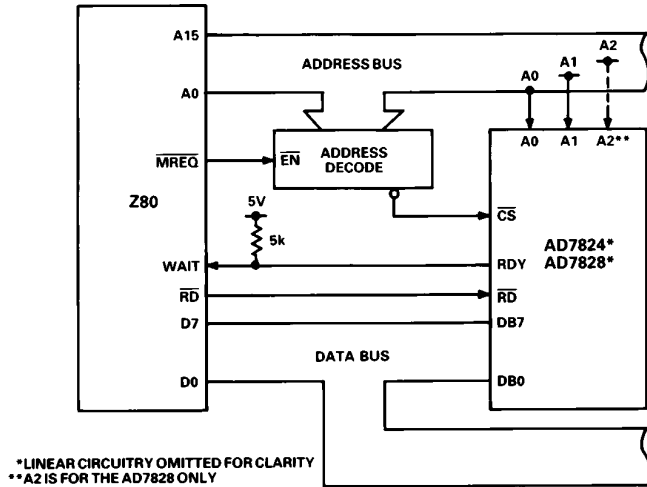 A15
ADDRESS BUS
A0
A0
A1
A2
A0
A1
A2**
MREQ
EN
ADDRESS
DECODE
Z80
5V
5k
CS
AD7824*
AD7828*
WAIT
RDY
RD
RD
D7
DB7
DATA BUS
D0
DB0
*LINEAR CIRCUITRY OMITTED FOR CLARITY
**A2 IS FOR THE AD7828 ONLY